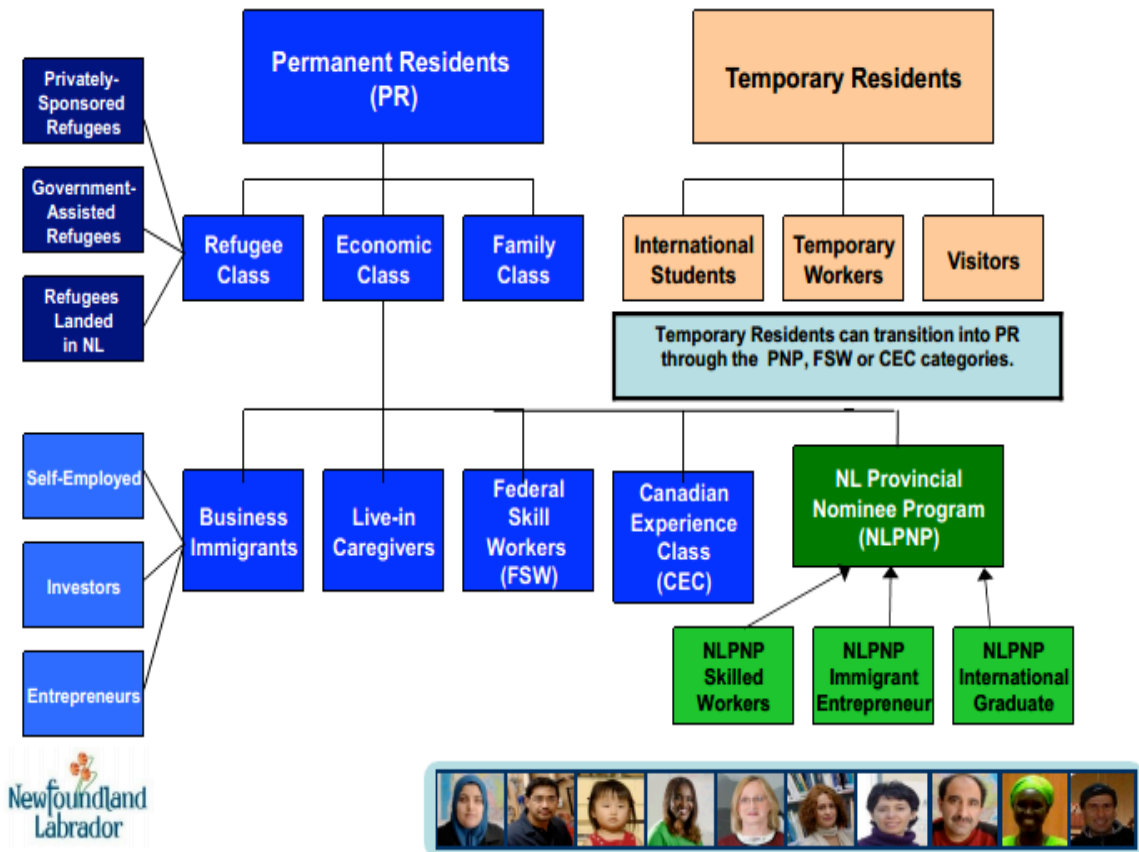 Permanent Residents
(PR)
Temporary Residents
Privately-
Sponsored
Refugees
Government-
Assisted
Refugees
Refugees
Landed
in NL
Refugee
Class
Economic
Class
Family
Class
International
Students
Temporary
Workers
Visitors
Temporary Residents can transition into PR
through the PNP, FSW or CEC categories.
Self-Employed
Investors
Entrepreneurs
Business
Immigrants
Live-in
Caregivers
Federal
Skill
Workers
(FSW)
Canadian
Experience
Class
(CEC)
NL Provincial
Nominee Program
(NLPNP)
NLPNP
Skilled
Workers
NLPNP
Immigrant
Entrepreneur
NLPNP
International
Graduate
Newfoundland
Labrador